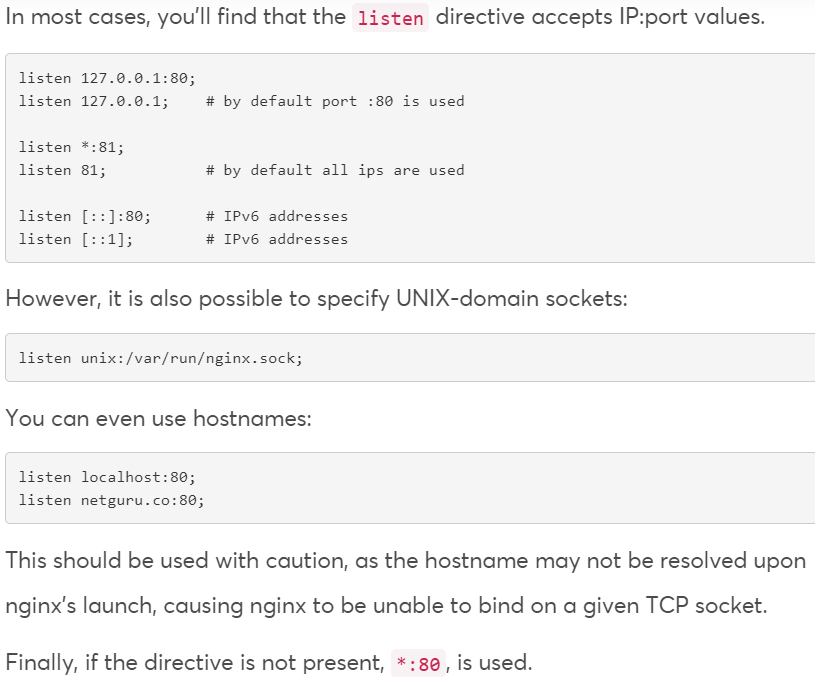 In most cases, you'll find that the listen directive accepts IP:port values.
listen 127.0.0.1:80;
listen 127.0.0.1;    # by default port :80 is used
listen *:81;
listen 81;           # by default all ips are used
listen [::]:80;      # IPv6 addresses
listen [::1];        # IPv6 addresses
However, it is also possible to specify UNIX-domain sockets:
listen unix:/var/run/nginx.sock;
You can even use hostnames:
listen localhost:80;
listen netguru.co:80;
This should be used with caution, as the hostname may not be resolved upon
nginx's launch, causing nginx to be unable to bind on a given TCP socket.
Finally, if the directive is not present, *:80, is used.